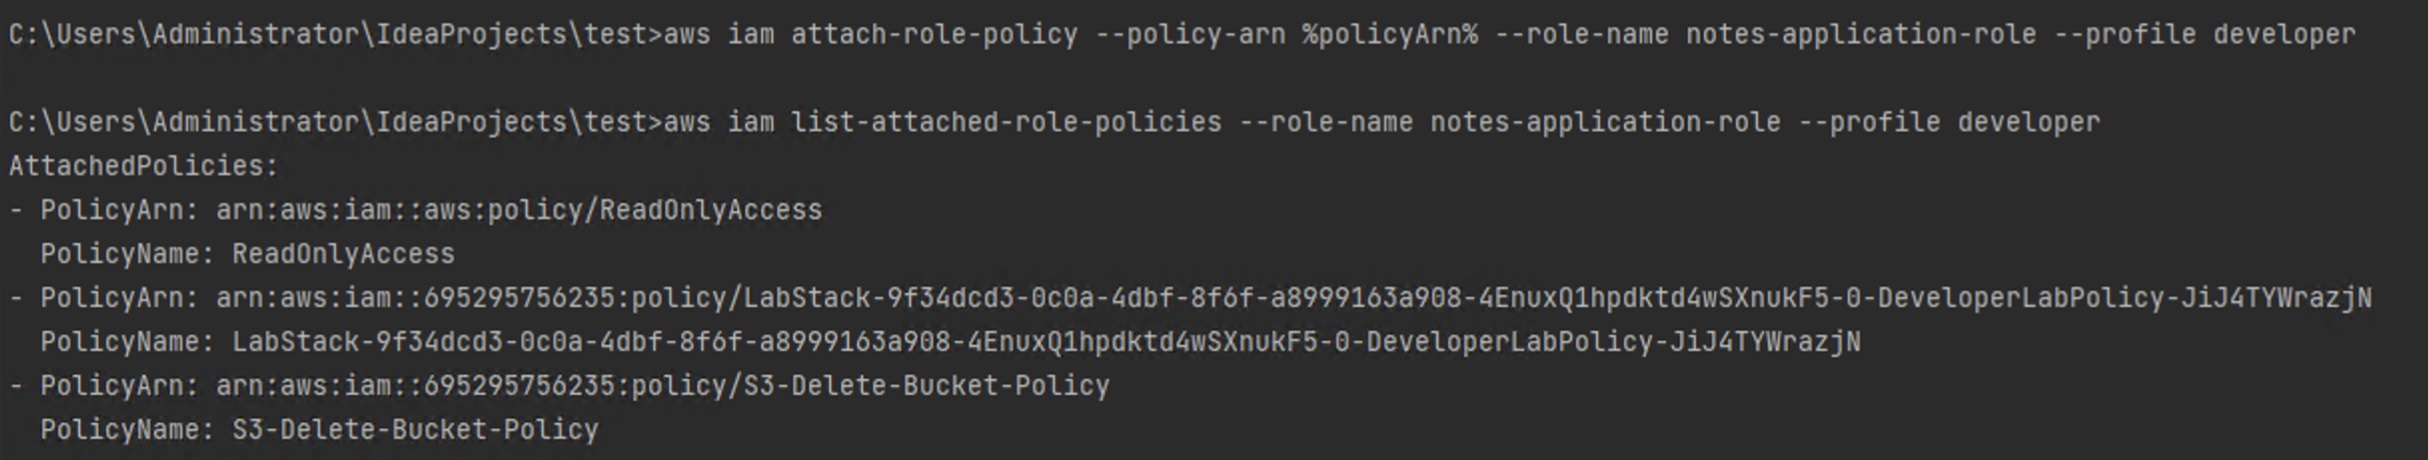 C:\Users\Administrator\IdeaProjects\test>aws iam attach-role-policy --policy-arn %policyArn% --role-name notes-application-role --profile developer
C:\Users\Administrator\IdeaProjects\test>aws iam list-attached-role-policies --role-name notes-application-role --profile developer
AttachedPolicies:
- PolicyArn: arn:aws:iam::aws:policy/ReadOnlyAccess
  PolicyName: ReadOnlyAccess
- PolicyArn: arn:aws:iam::695295756235:policy/LabStack-9f34dcd3-0c0a-4dbf-8f6f-a8999163a908-4EnuxQ1hpdktd4wSXnukF5-0-DeveloperLabPolicy-JiJ4TYWrazjN
  PolicyName: LabStack-9f34dcd3-0c0a-4dbf-8f6f-a8999163a908-4EnuxQ1hpdktd4wSXnukF5-0-DeveloperLabPolicy-JiJ4TYWrazjN
- PolicyArn: arn:aws:iam::695295756235:policy/S3-Delete-Bucket-Policy
  PolicyName: S3-Delete-Bucket-Policy